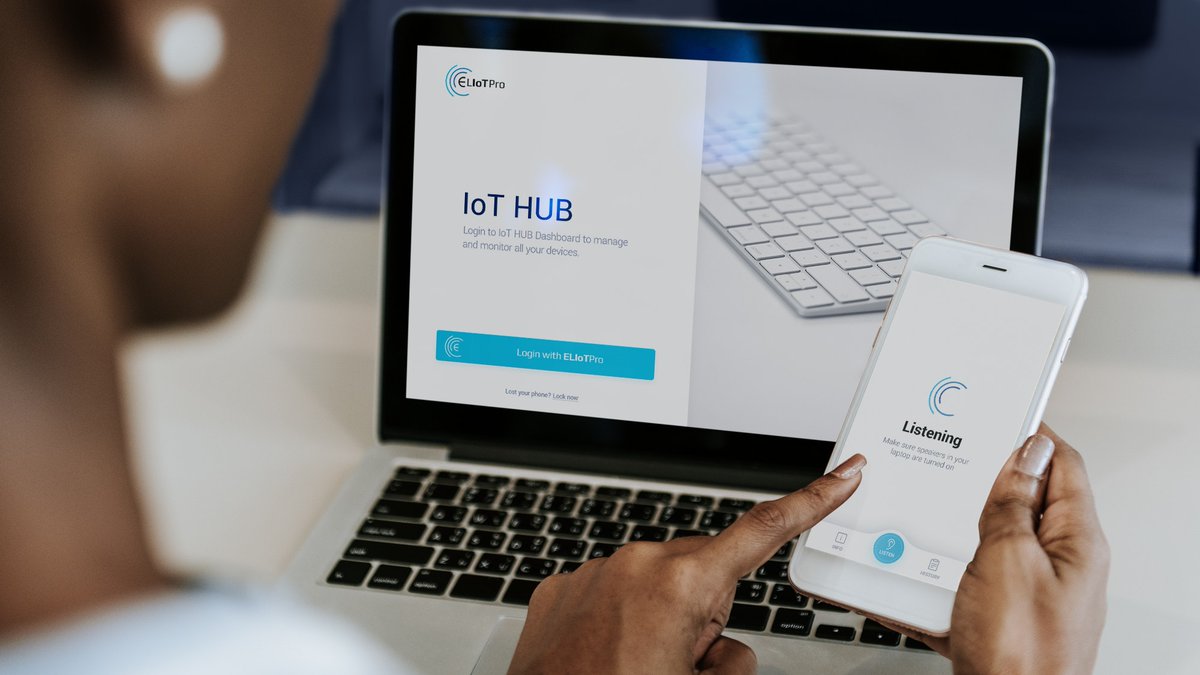 ELIoTPro
IoT HUB
Login to IoT HUB Dashboard to manage
and monitor all your devices.
Login with ELIoTPro
Lost your phone? Lock now
Listening
Make sure speakers in your
laptop are turned on
INFO
LISTEN
HISTORY
option